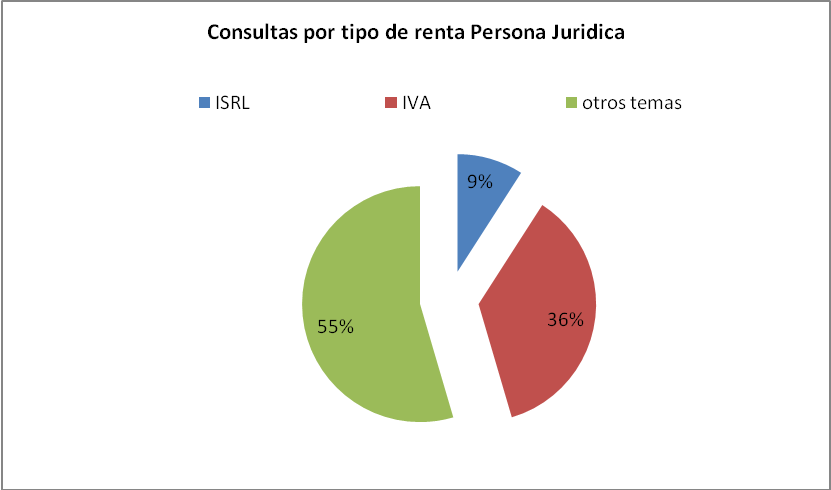 Consultas por tipo de renta Persona Juridica
ISRL IVA otros temas
9%
36%
55%